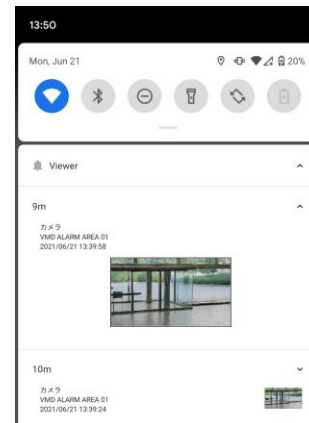 13:50
Mon, Jun 21 20%
Viewer
9m
カメラ
VMD ALARM AREA 01
2021/06/21 13:39:58
10m
カメラ
VMD ALARM AREA 01
2021/06/21 13:39:24